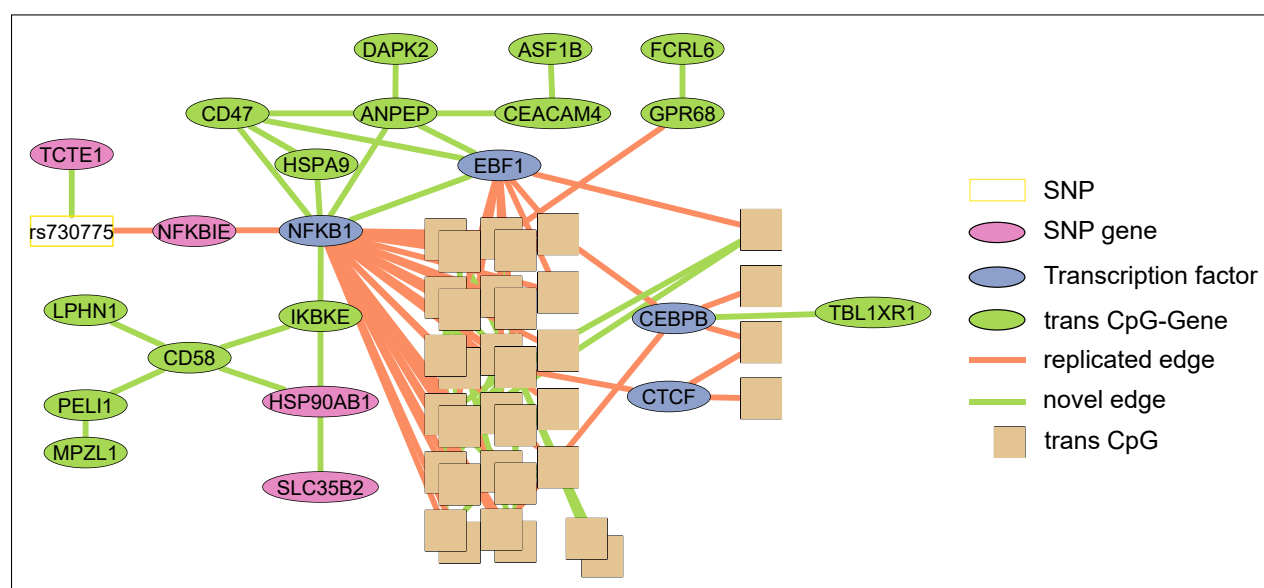 DAPK2
ASF1B
FCRL6
CD47
ANPEP
CEACAM4
GPR68
TCTE1
HSPA9
EBF1
rs730775
NFKBIE
NFKB1
LPHN1
IKBKE
CEBPB
TBL1XR1
CD58
PELI1
HSP90AB1
CTCF
MPZL1
SLC35B2
SNP
SNP gene
Transcription factor
trans CpG-Gene
replicated edge
novel edge
trans CpG